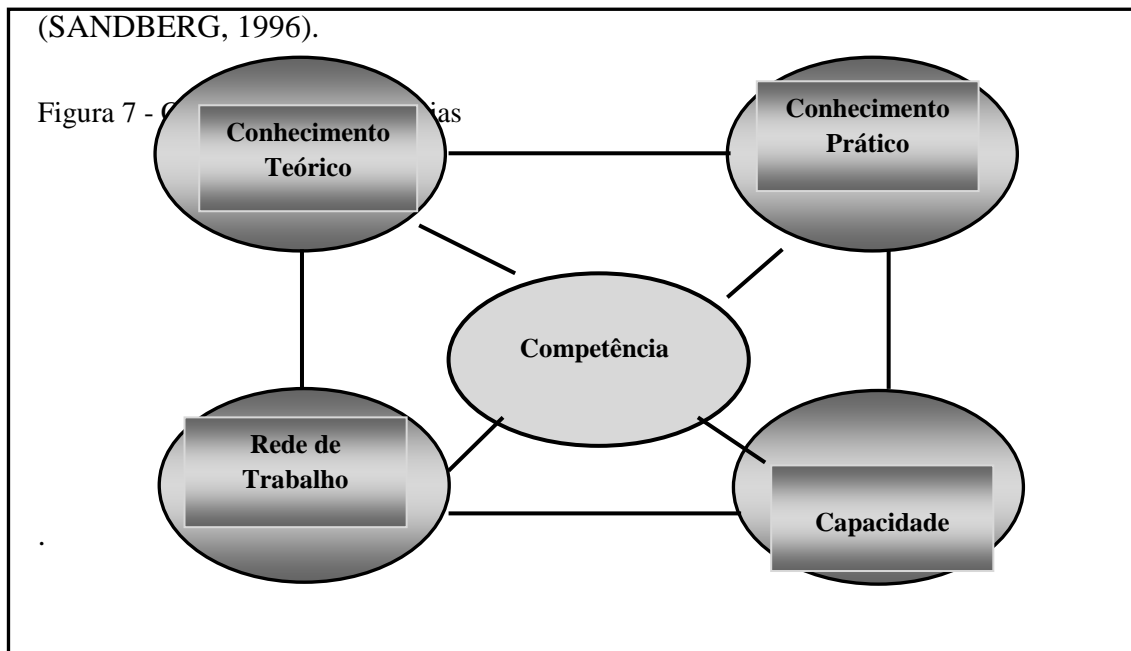 (SANDBERG, 1996).
Figura 7 - ias
Conhecimento
Teórico
Conhecimento
Prático
Competência
Rede de
Trabalho
Capacidade
.
.